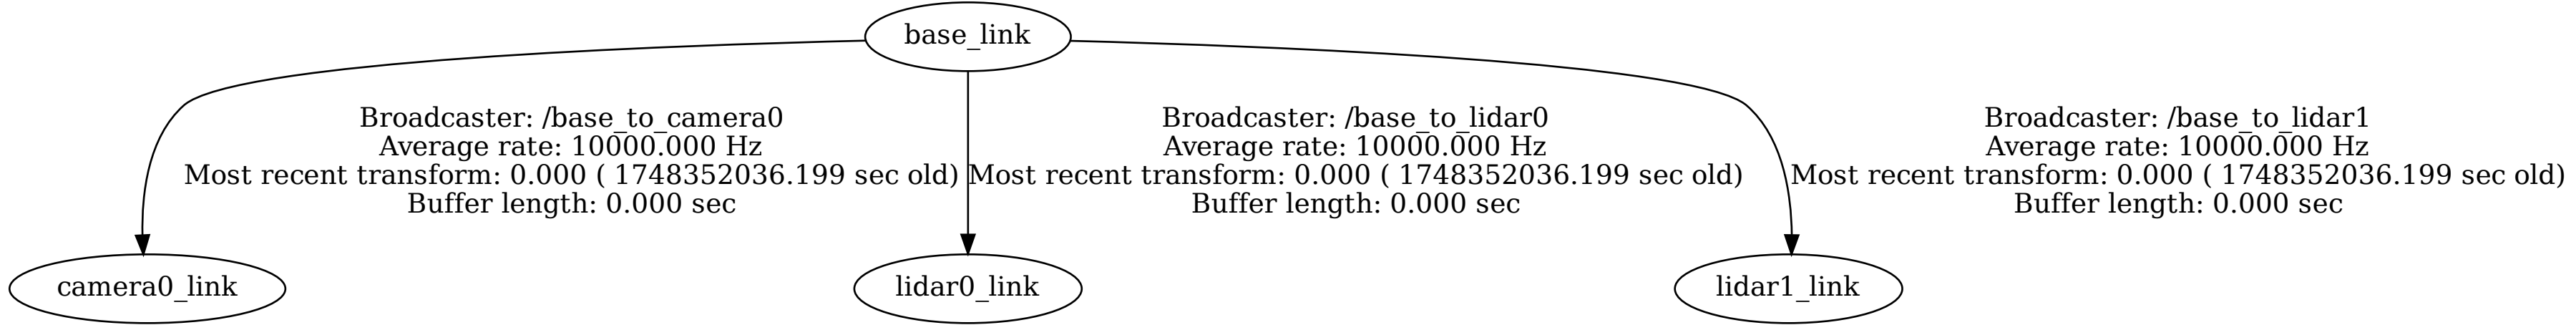 base_link
Broadcaster: /base_to_camera0
Average rate: 10000.000 Hz
Most recent transform: 0.000 ( 1748352036.199 sec old)
Buffer length: 0.000 sec
Broadcaster: /base_to_lidar0
Average rate: 10000.000 Hz
Most recent transform: 0.000 ( 1748352036.199 sec old)
Buffer length: 0.000 sec
Broadcaster: /base_to_lidar1
Average rate: 10000.000 Hz
Most recent transform: 0.000 ( 1748352036.199 sec old)
Buffer length: 0.000 sec
camera0_link
lidar0_link
lidar1_link